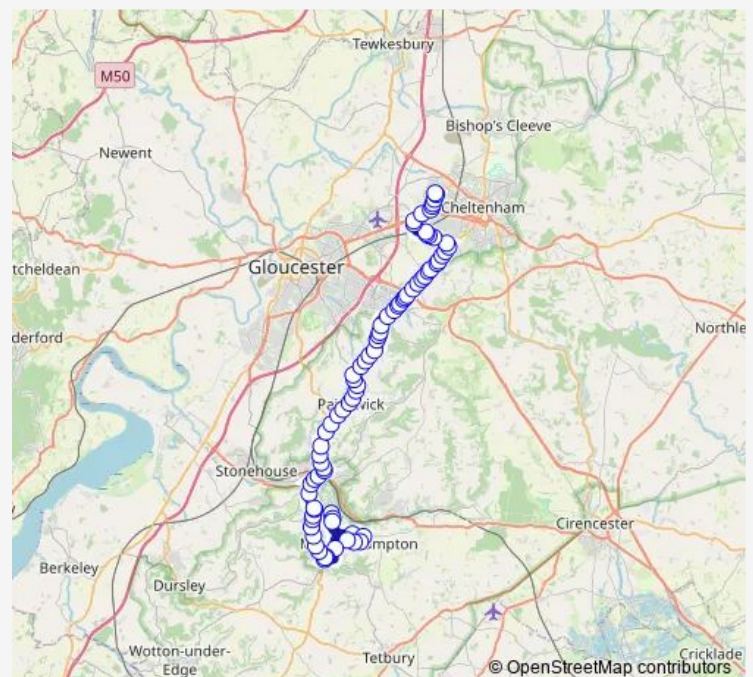 Tewkesbury
M50
Bishop's Cleeve
Newent
Cheltenham
Gloucester
tcheldean
derford
Northle
Stonehouse
Cirencester
Berkeley
Dursley
Wotton-under-
Edge
Tetbury
Cricklade
© OpenStreetMap contributors